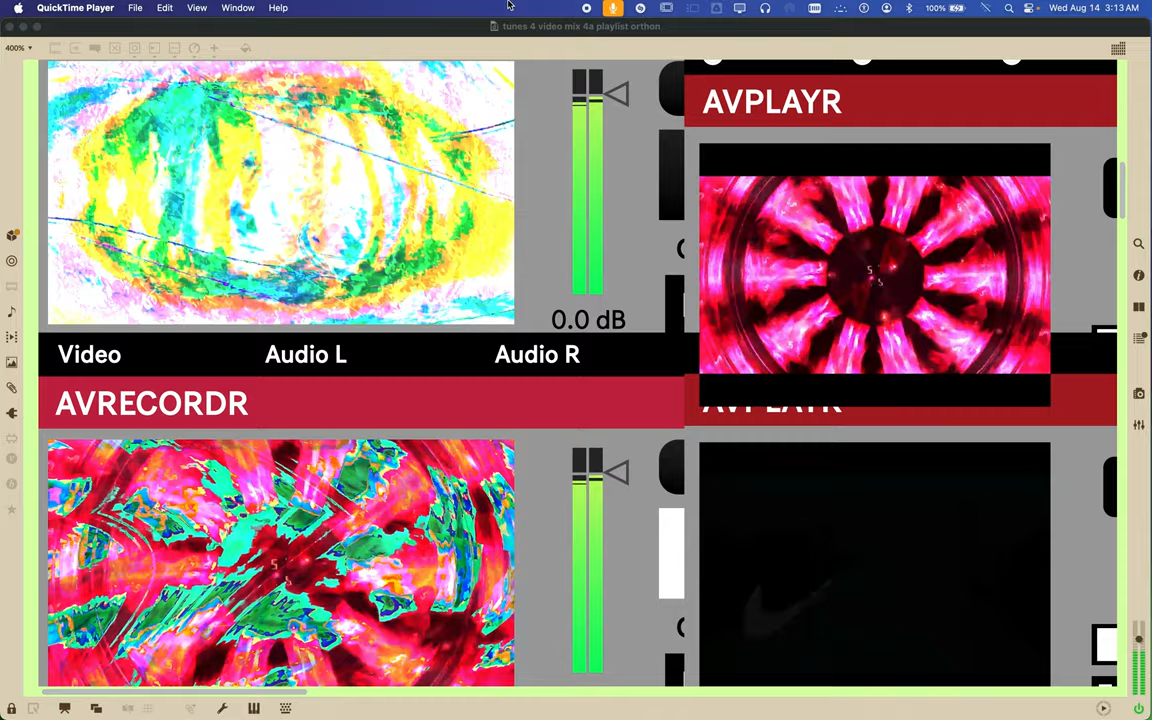 QuickTime Player File Edit View Window Help 100% Wed Aug 14 3:13 AM
tunes 4 video mix 4a playlist orthon
400%
AVPLAYR
0.0 dB
Video Audio L Audio R
AVRECORDR
AVPLAYR